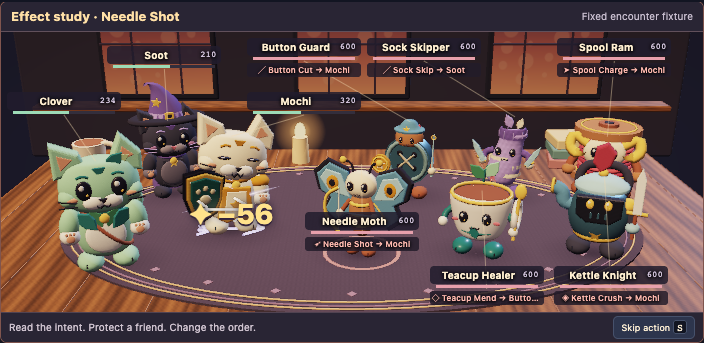 Effect study · Needle Shot
Fixed encounter fixture
Soot 210
Button Guard 600
Button Cut → Mochi
Sock Skipper 600
Sock Skip → Soot
Spool Ram 600
Spool Charge → Mochi
Clover 234
Mochi 320
-56
Needle Moth 600
Needle Shot → Mochi
Teacup Healer 600
Teacup Mend → Butto...
Kettle Knight 600
Kettle Crush → Mochi
Read the intent. Protect a friend. Change the order.
Skip action S